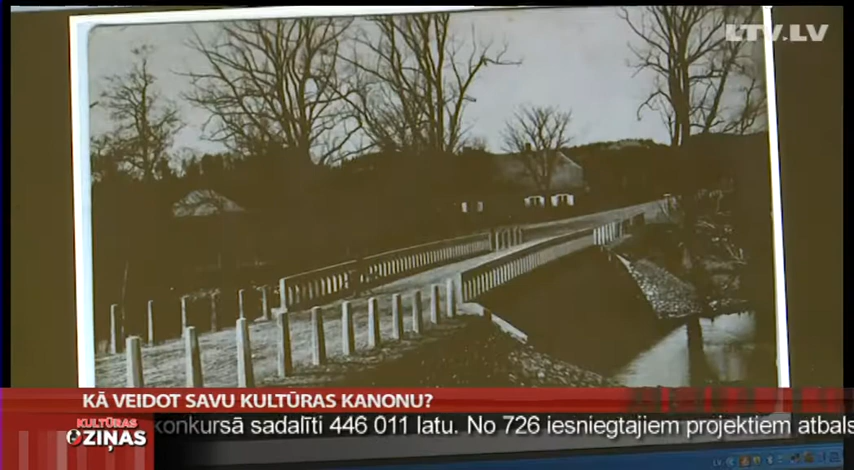 LTV.LV
KĀ VEIDOT SAVU KULTŪRAS KANONU?
KULTŪRAS
ZIŅAS
konkursā sadalīti 446 011 latu. No 726 iesniegtajiem projektiem atbals